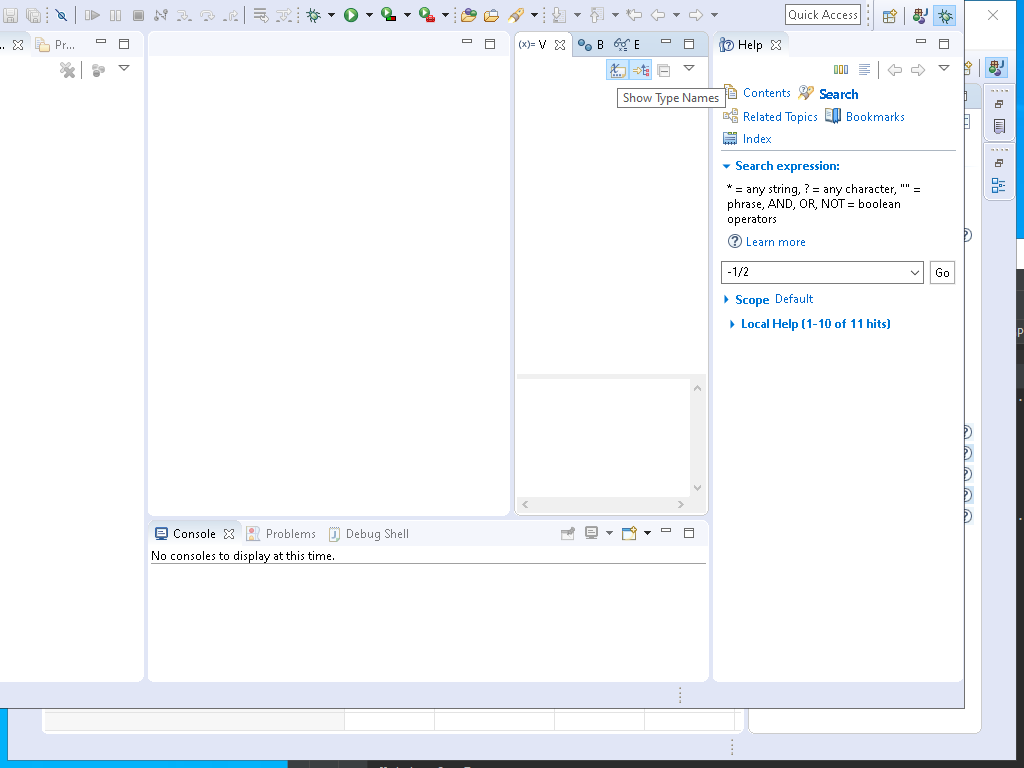 Quick Access
Pr...
(x)= V
B
E
Help
Show Type Names
Contents
Search
Related Topics
Bookmarks
Index
Search expression:
* = any string, ? = any character, "" =
phrase, AND, OR, NOT = boolean
operators
Learn more
-1/2
Go
Scope Default
Local Help (1-10 of 11 hits)
Console
Problems
Debug Shell
No consoles to display at this time.